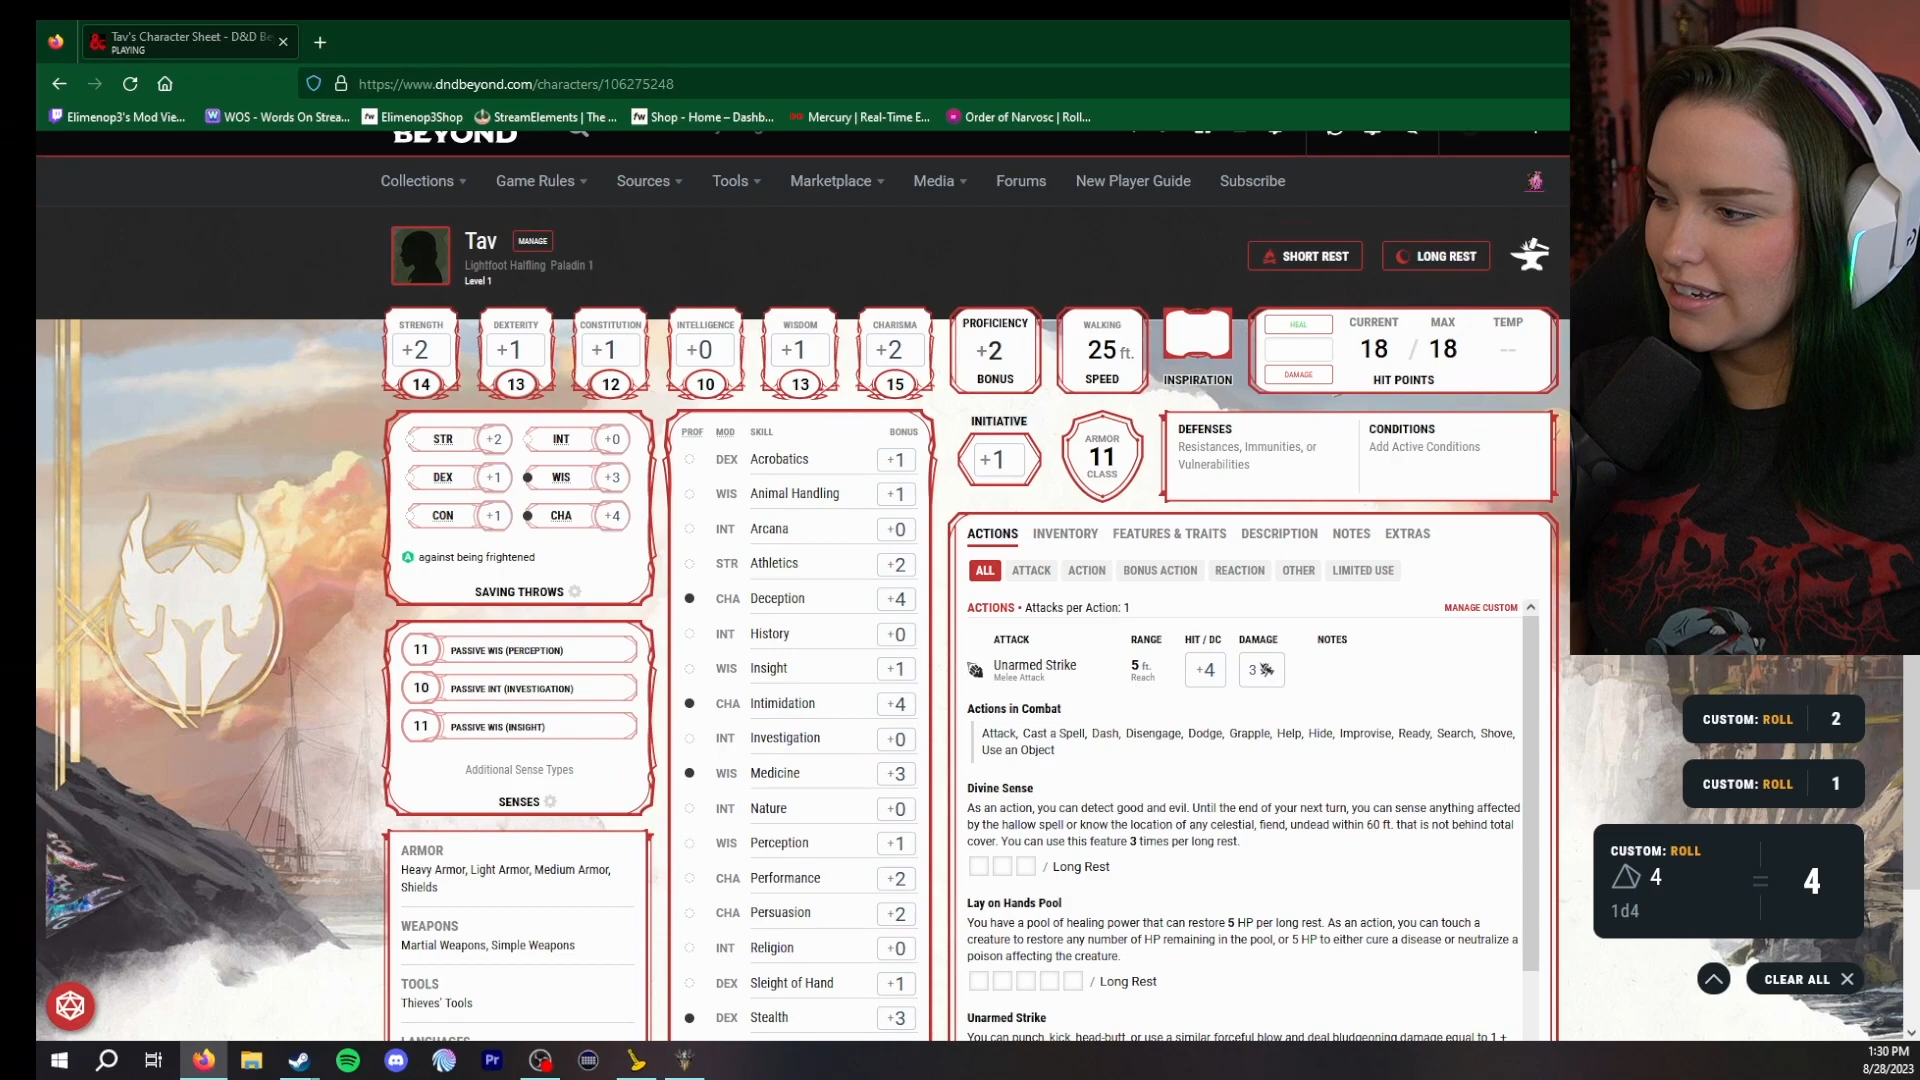 Tav's Character Sheet - D&D Be
PLAYING
https://www.dndbeyond.com/characters/106275248
Elimenop3's Mod Vie...
WOS - Words On Strea...
Elimenop3Shop
StreamElements | The ...
Shop - Home – Dashb...
Mercury | Real-Time E...
Order of Narvosc | Roll...
BEYOND
Collections
Game Rules
Sources
Tools
Marketplace
Media
Forums
New Player Guide
Subscribe
Tav
MANAGE
Lightfoot Halfling Paladin 1
Level 1
SHORT REST
LONG REST
STRENGTH
+2
14
DEXTERITY
+1
13
CONSTITUTION
+1
12
INTELLIGENCE
+0
10
WISDOM
+1
13
CHARISMA
+2
15
PROFICIENCY
+2
BONUS
WALKING
25 ft.
SPEED
INSPIRATION
HEAL
DAMAGE
CURRENT
MAX
TEMP
18 / 18 --
HIT POINTS
STR +2
INT +0
DEX +1
WIS +3
CON +1
CHA +4
against being frightened
SAVING THROWS
11 PASSIVE WIS (PERCEPTION)
10 PASSIVE INT (INVESTIGATION)
11 PASSIVE WIS (INSIGHT)
Additional Sense Types
SENSES
ARMOR
Heavy Armor, Light Armor, Medium Armor,
Shields
WEAPONS
Martial Weapons, Simple Weapons
TOOLS
Thieves' Tools
LANGUAGES
PROF MOD SKILL BONUS
DEX Acrobatics +1
WIS Animal Handling +1
INT Arcana +0
STR Athletics +2
CHA Deception +4
INT History +0
WIS Insight +1
CHA Intimidation +4
INT Investigation +0
WIS Medicine +3
INT Nature +0
WIS Perception +1
CHA Performance +2
CHA Persuasion +2
INT Religion +0
DEX Sleight of Hand +1
DEX Stealth +3
INITIATIVE
+1
ARMOR
11
CLASS
DEFENSES
Resistances, Immunities, or
Vulnerabilities
CONDITIONS
Add Active Conditions
ACTIONS INVENTORY FEATURES & TRAITS DESCRIPTION NOTES EXTRAS
ALL ATTACK ACTION BONUS ACTION REACTION OTHER LIMITED USE
ACTIONS • Attacks per Action: 1
MANAGE CUSTOM
ATTACK RANGE HIT / DC DAMAGE NOTES
Unarmed Strike 5 ft. +4 3
Melee Attack Reach
Actions in Combat
Attack, Cast a Spell, Dash, Disengage, Dodge, Grapple, Help, Hide, Improvise, Ready, Search, Shove,
Use an Object
Divine Sense
As an action, you can detect good and evil. Until the end of your next turn, you can sense anything affected
by the hallow spell or know the location of any celestial, fiend, undead within 60 ft. that is not behind total
cover. You can use this feature 3 times per long rest.
/ Long Rest
Lay on Hands Pool
You have a pool of healing power that can restore 5 HP per long rest. As an action, you can touch a
creature to restore any number of HP remaining in the pool, or 5 HP to either cure a disease or neutralize a
poison affecting the creature.
/ Long Rest
Unarmed Strike
You can punch, kick, head-butt, or use a similar forceful blow and deal bludgeoning damage equal to 1 +
CUSTOM: ROLL 2
CUSTOM: ROLL 1
CUSTOM: ROLL
4 = 4
1d4
CLEAR ALL
Pr
1:30 PM
8/28/2023